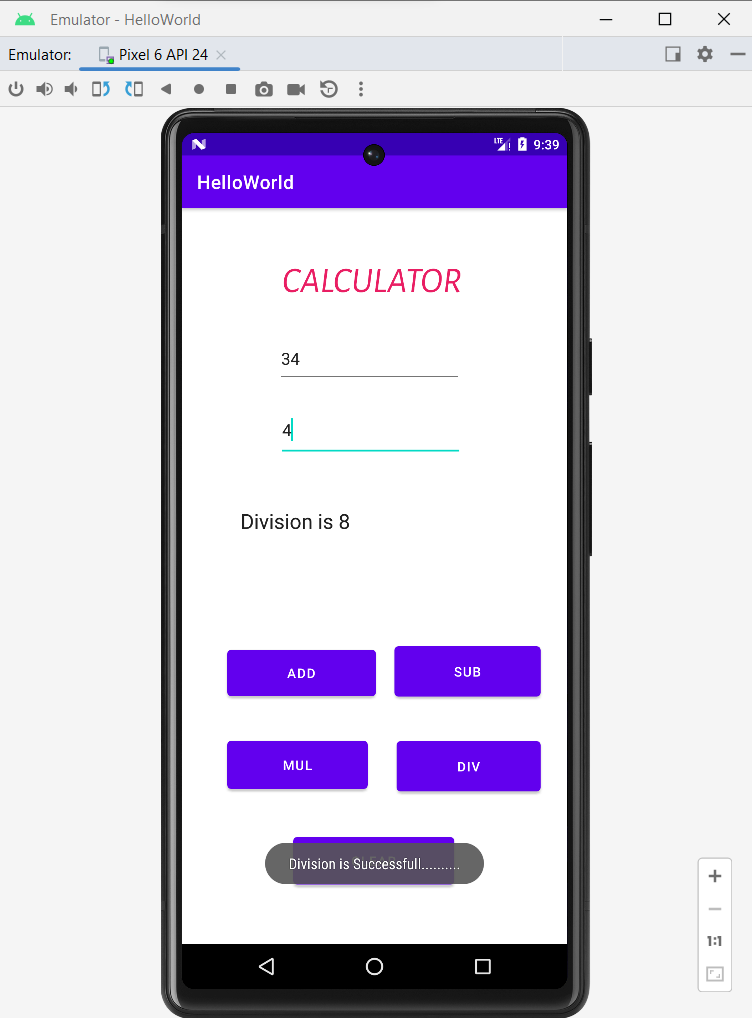 Emulator - HelloWorld
Emulator: Pixel 6 API 24
LTE 9:39
HelloWorld
CALCULATOR
34
4
Division is 8
ADD SUB
MUL DIV
Division is Successfull..........
1:1